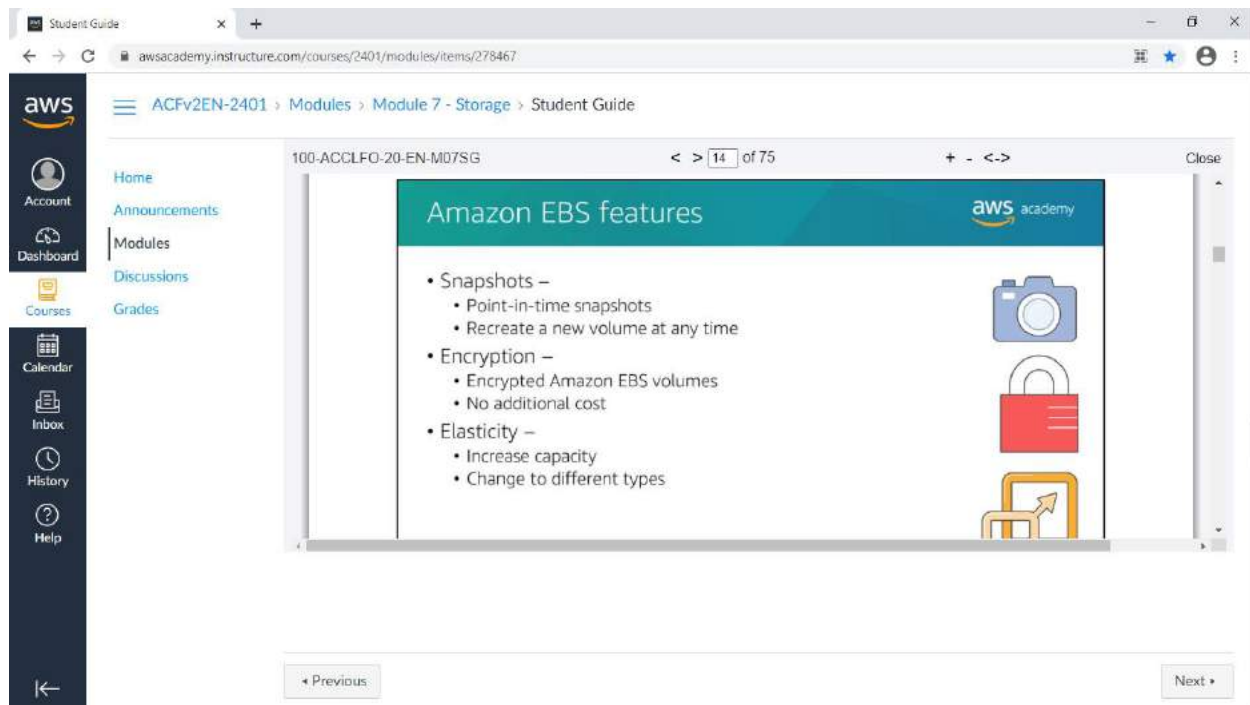 aws Student Guide
awsacademy.instructure.com/courses/2401/modules/items/278467
aws
ACFv2EN-2401 › Modules › Module 7 - Storage › Student Guide
Account
Dashboard
Courses
Calendar
Inbox
History
Help
Home
Announcements
Modules
Discussions
Grades
100-ACCLFO-20-EN-M07SG < > 14 of 75 + - <-> Close
Amazon EBS features
aws academy
• Snapshots –
• Point-in-time snapshots
• Recreate a new volume at any time
• Encryption –
• Encrypted Amazon EBS volumes
• No additional cost
• Elasticity –
• Increase capacity
• Change to different types
◂ Previous
Next ▸